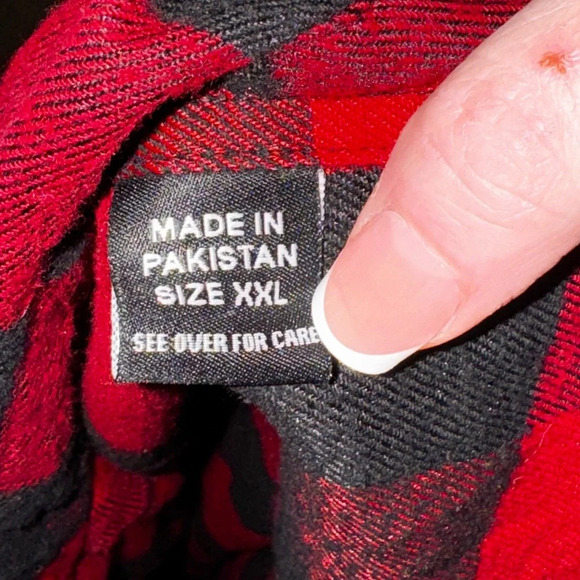 MADE IN
PAKISTAN
SIZE XXL
SEE OVER FOR CARE